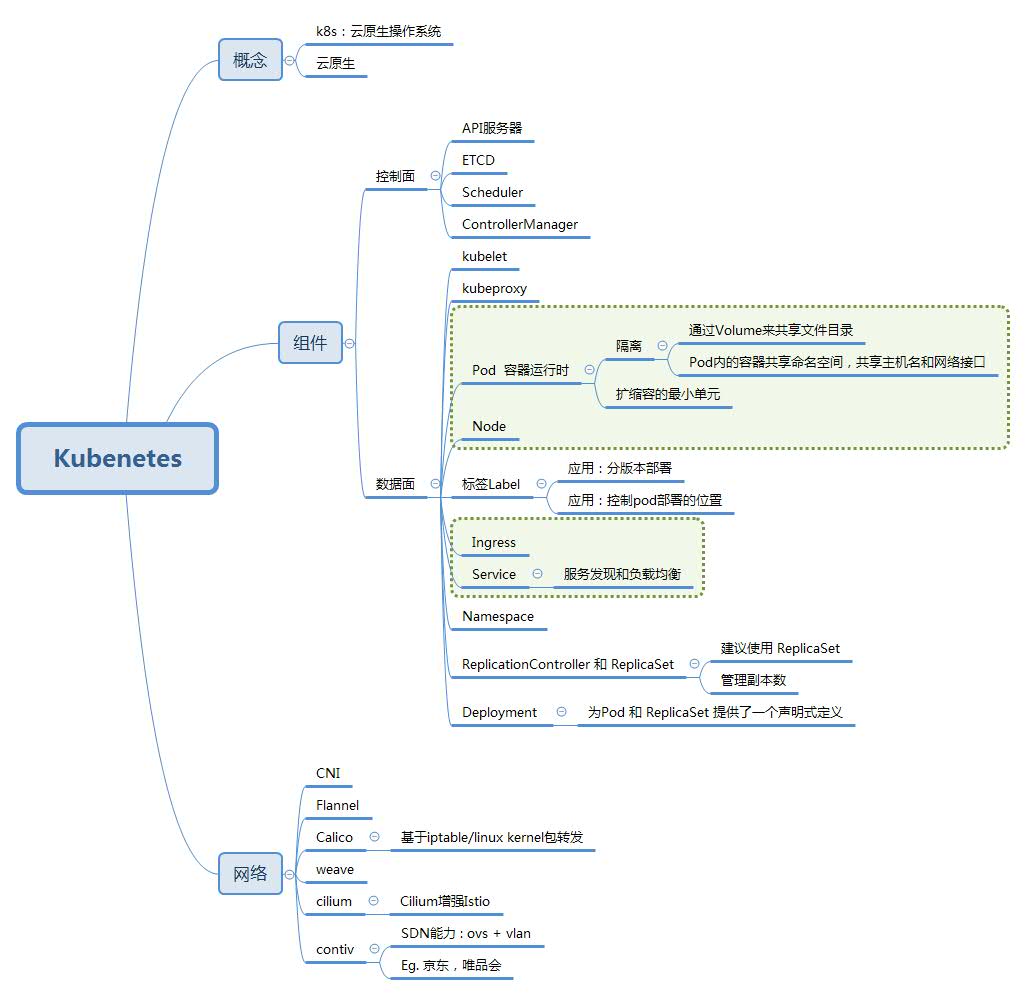 Kubenetes
概念
k8s：云原生操作系统
云原生
组件
控制面
API服务器
ETCD
Scheduler
ControllerManager
数据面
kubelet
kubeproxy
Pod 容器运行时
隔离
通过Volume来共享文件目录
Pod内的容器共享命名空间，共享主机名和网络接口
扩缩容的最小单元
Node
标签Label
应用：分版本部署
应用：控制pod部署的位置
Ingress
Service
服务发现和负载均衡
Namespace
ReplicationController 和 ReplicaSet
建议使用 ReplicaSet
管理副本数
Deployment
为Pod 和 ReplicaSet 提供了一个声明式定义
网络
CNI
Flannel
Calico
基于iptable/linux kernel包转发
weave
cilium
Cilium增强Istio
contiv
SDN能力：ovs + vlan
Eg. 京东，唯品会